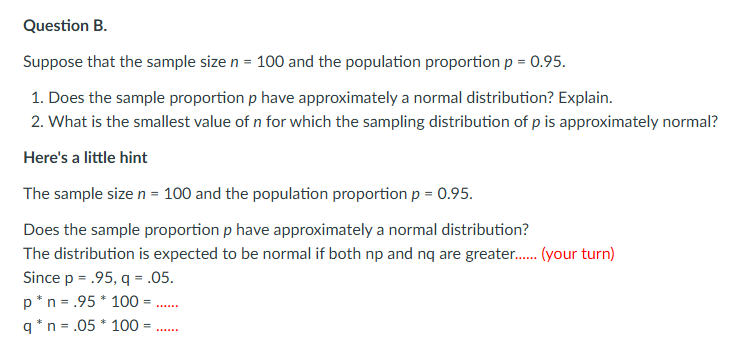 Question B.
Suppose that the sample size n = 100 and the population proportion p = 0.95.
1. Does the sample proportion p have approximately a normal distribution? Explain.
2. What is the smallest value of n for which the sampling distribution of p is approximately normal?
Here's a little hint
The sample size n = 100 and the population proportion p = 0.95.
Does the sample proportion p have approximately a normal distribution?
The distribution is expected to be normal if both np and nq are greater...... (your turn)
Since p = .95, q = .05.
p * n = .95 * 100 = ......
q * n = .05 * 100 = ......